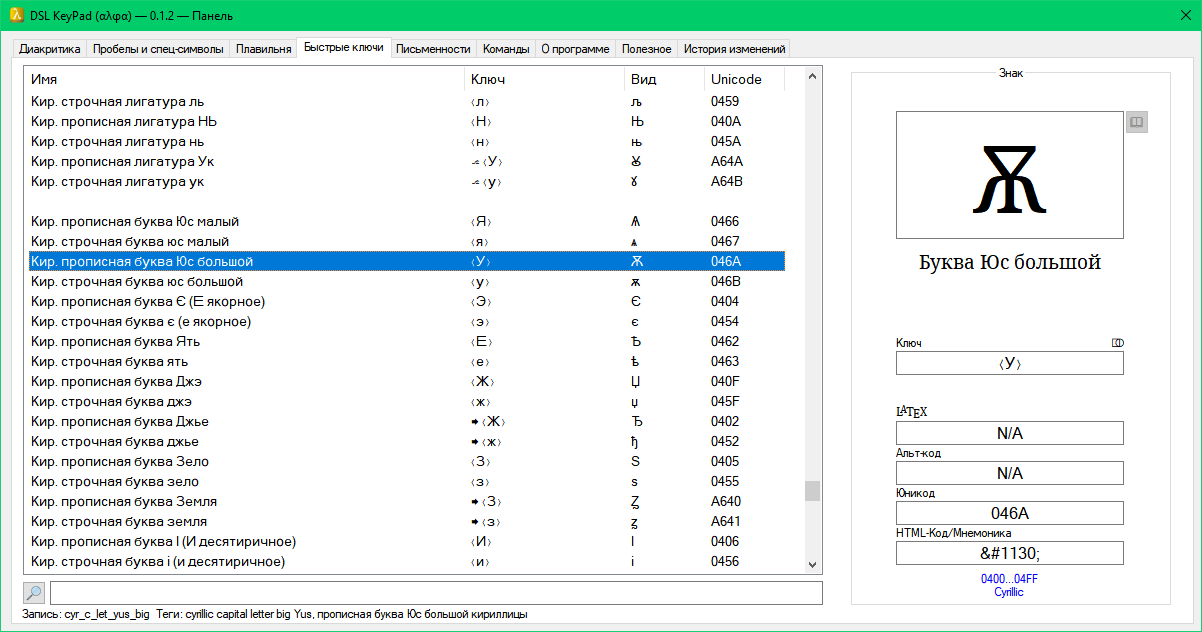 DSL KeyPad (αλφα) — 0.1.2 — Панель
Диакритика Пробелы и спец-символы Плавильня Быстрые ключи Письменности Команды О программе Полезное История изменений
Имя Ключ Вид Unicode
Кир. строчная лигатура ль ‹л› љ 0459
Кир. прописная лигатура НЬ ‹Н› Њ 040A
Кир. строчная лигатура нь ‹н› њ 045A
Кир. прописная лигатура Ук ‹У› Ꙋ A64A
Кир. строчная лигатура ук ‹у› ꙋ A64B
Кир. прописная буква Юс малый ‹Я› Ѧ 0466
Кир. строчная буква юс малый ‹я› ѧ 0467
Кир. прописная буква Юс большой ‹У› Ѫ 046A
Кир. строчная буква юс большой ‹у› ѫ 046B
Кир. прописная буква Є (Е якорное) ‹Э› Є 0404
Кир. строчная буква є (е якорное) ‹э› є 0454
Кир. прописная буква Ять ‹Е› Ѣ 0462
Кир. строчная буква ять ‹е› ѣ 0463
Кир. прописная буква Джэ ‹Ж› Џ 040F
Кир. строчная буква джэ ‹ж› џ 045F
Кир. прописная буква Джье ➧‹Ж› Ђ 0402
Кир. строчная буква джье ➧‹ж› ђ 0452
Кир. прописная буква Зело ‹З› Ѕ 0405
Кир. строчная буква зело ‹з› ѕ 0455
Кир. прописная буква Земля ➧‹З› Ꙁ A640
Кир. строчная буква земля ➧‹з› ꙁ A641
Кир. прописная буква І (И десятиричное) ‹И› І 0406
Кир. строчная буква і (и десятиричное) ‹и› і 0456
Запись: cyr_c_let_yus_big Теги: cyrillic capital letter big Yus, прописная буква Юс большой кириллицы
Знак
Ѫ
Буква Юс большой
Ключ
‹У›
LATEX
N/A
Альт-код
N/A
Юникод
046A
HTML-Код/Мнемоника
&#1130;
0400...04FF
Cyrillic